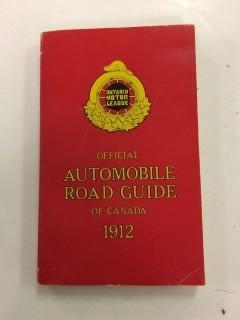 ONTARIO
MOTOR
LEAGUE
OFFICIAL
AUTOMOBILE
ROAD GUIDE
OF CANADA
1912